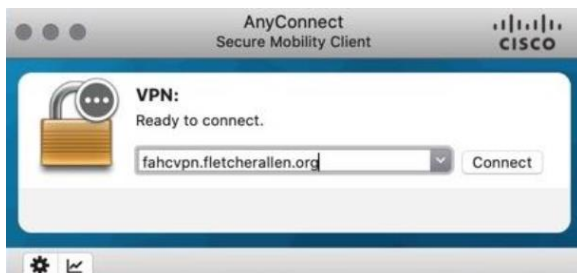 AnyConnect
Secure Mobility Client
CISCO
VPN:
Ready to connect.
fahcvpn.fletcherallen.org
Connect